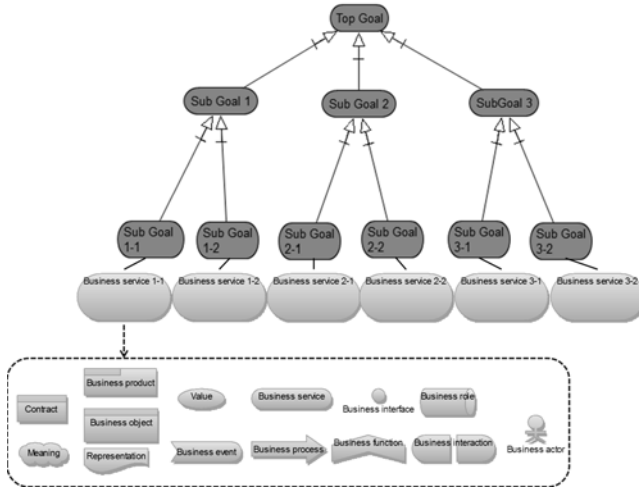 Top Goal
Sub Goal 1
Sub Goal 2
SubGoal 3
Sub Goal
1-1
Sub Goal
1-2
Sub Goal
2-1
Sub Goal
2-2
Sub Goal
3-1
Sub Goal
3-2
Business service 1-1
Business service 1-2
Business service 2-1
Business service 2-2
Business service 3-1
Business service 3-2
Contract
Business product
Value
Business service
Business interface
Business role
Business object
Meaning
Representation
Business event
Business process
Business function
Business interaction
Business actor